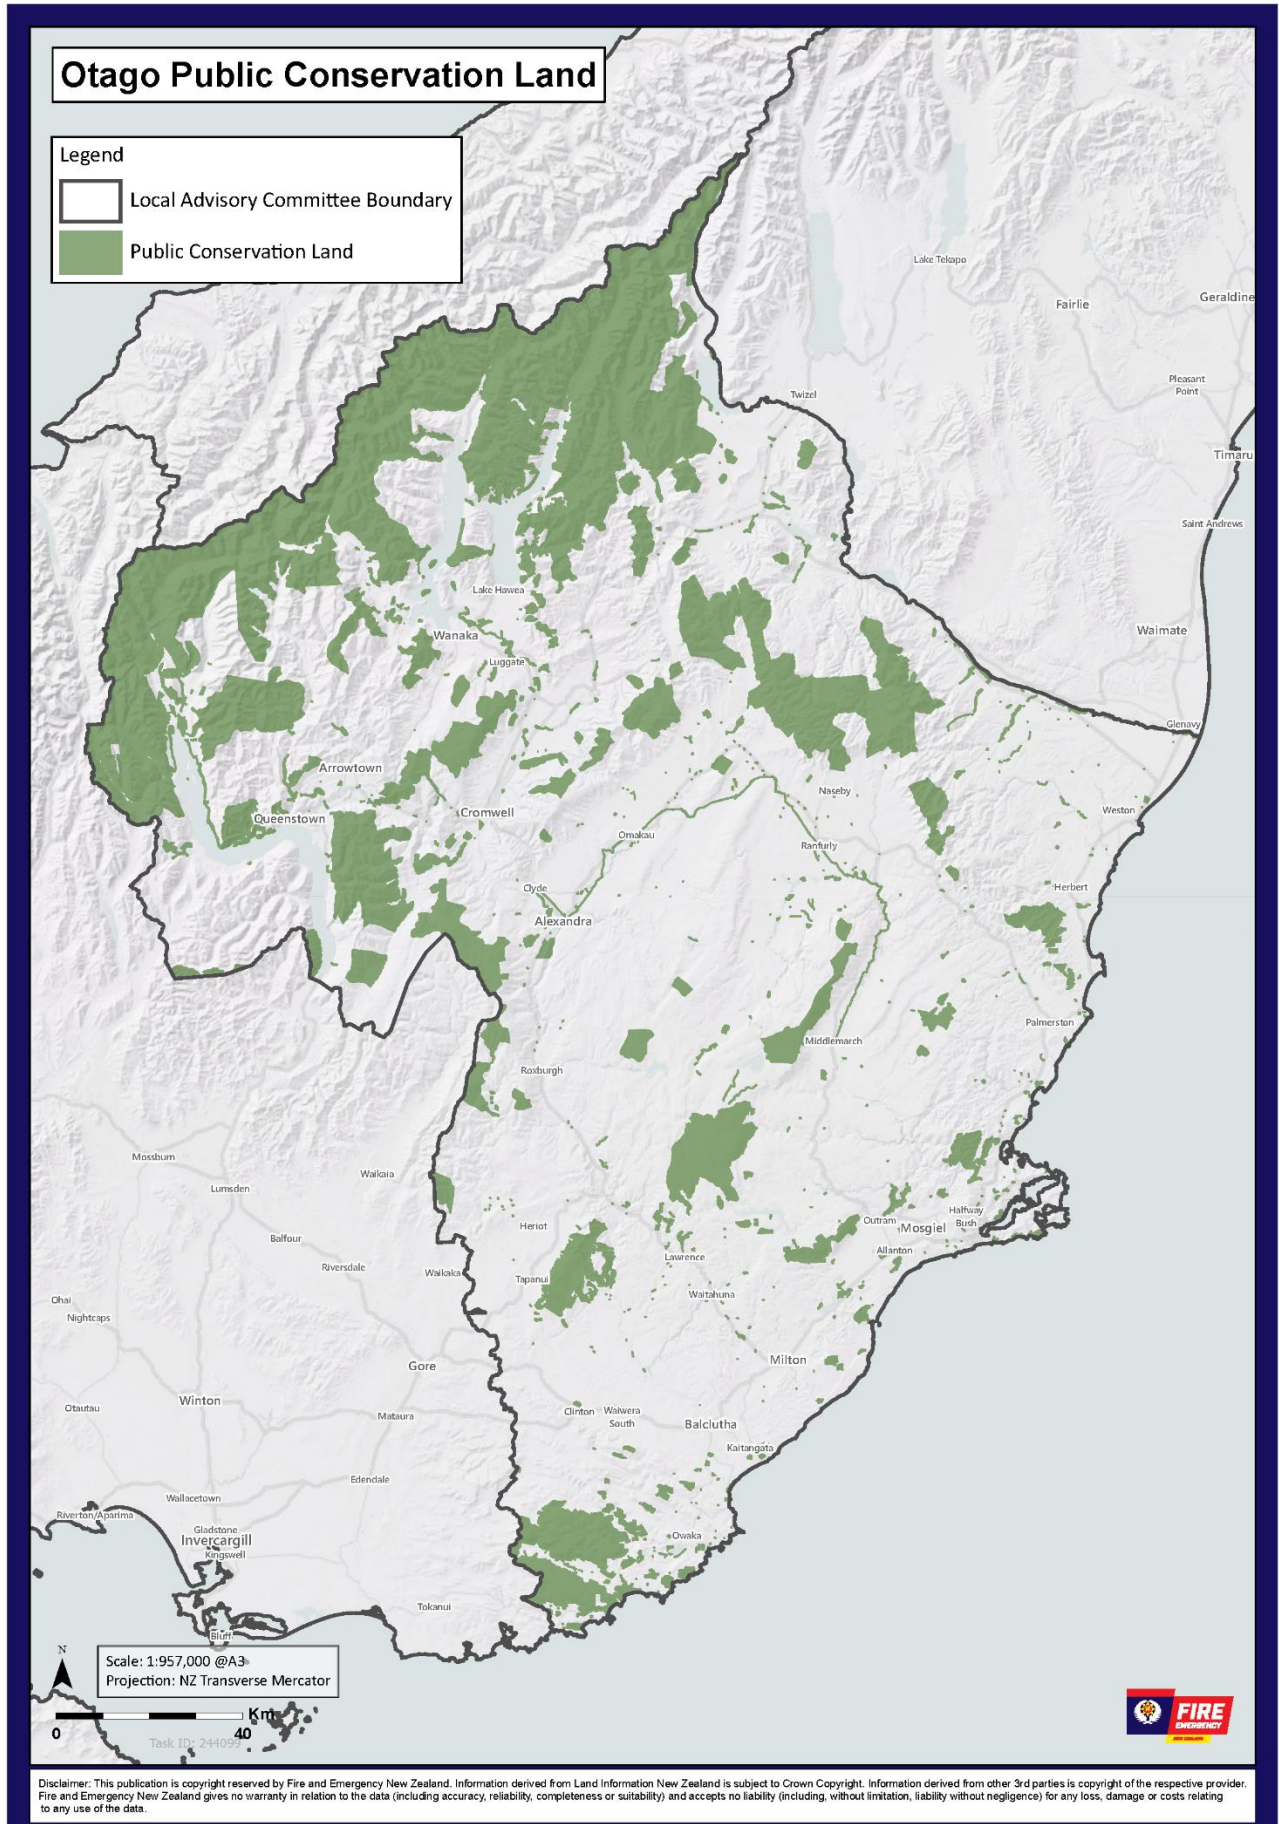 Otago Public Conservation Land
Legend
Local Advisory Committee Boundary
Public Conservation Land
Lake Tekapo
Fairlie
Geraldine
Pleasant
Point
Twizel
Timaru
Saint Andrews
Lake Hawea
Wanaka
Waimate
Luggate
Glenavy
Arrowtown
Naseby
Cromwell
Weston
Queenstown
Omakau
Ranfurly
Clyde
Herbert
Alexandra
Palmerston
Middlemarch
Roxburgh
Mossburn
Waikaia
Lumsden
Halfway
Bush
Heriot
Outram
Mosgiel
Balfour
Allanton
Lawrence
Riversdale
Waikaka
Tapanui
Waitahuna
Ohai
Nightcaps
Milton
Gore
Winton
Otautau
Mataura
Clinton
Waiwera
South
Balclutha
Kaitangata
Edendale
Wallacetown
Riverton/Aparima
Gladstone
Invercargill
Kingswell
Owaka
Tokanui
Bluff
N
Scale: 1:957,000 @A3
Projection: NZ Transverse Mercator
Km
0
40
Task ID: 244099
FIRE
EMERGENCY
NEW ZEALAND
Disclaimer: This publication is copyright reserved by Fire and Emergency New Zealand. Information derived from Land Information New Zealand is subject to Crown Copyright. Information derived from other 3rd parties is copyright of the respective provider.
Fire and Emergency New Zealand gives no warranty in relation to the data (including accuracy, reliability, completeness or suitability) and accepts no liability (including, without limitation, liability without negligence) for any loss, damage or costs relating
to any use of the data.